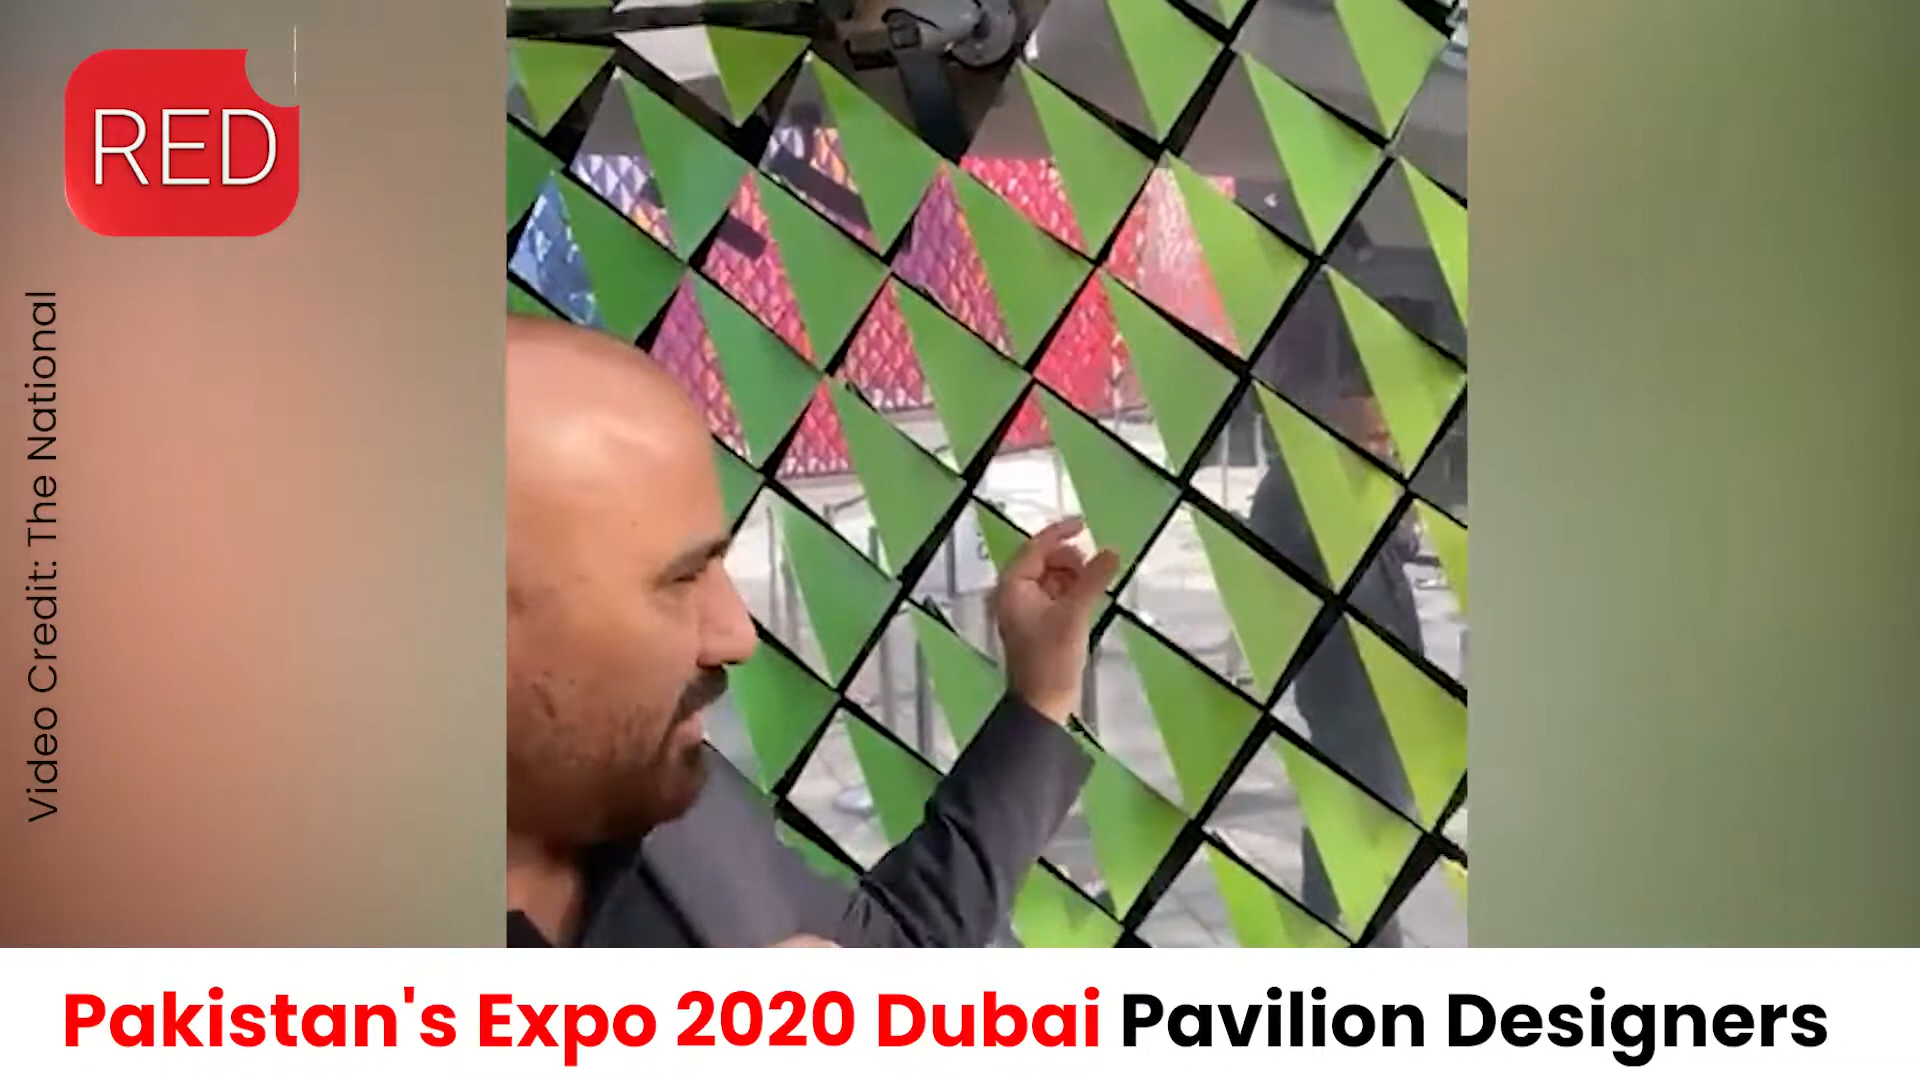 RED
Video Credit: The National
Pakistan's Expo 2020 Dubai Pavilion Designers